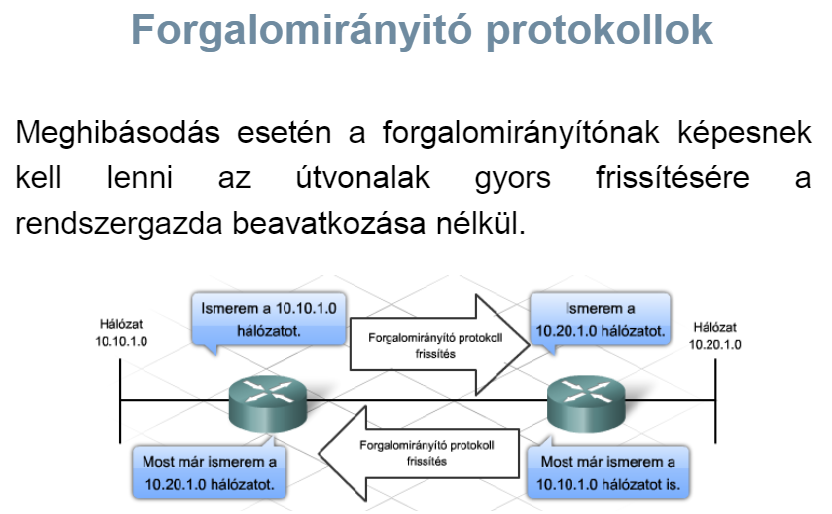 Forgalomirányitó protokollok
Meghibásodás esetén a forgalomirányítónak képesnek
kell lenni az útvonalak gyors frissítésére a
rendszergazda beavatkozása nélkül.
Ismerem a 10.10.1.0
hálózatot.
Ismerem a
10.20.1.0 hálózatot.
Hálózat
10.10.1.0
Forgalomirányító protokoll
frissítés
Hálózat
10.20.1.0
Forgalomirányító protokoll
frissítés
Most már ismerem a
10.20.1.0 hálózatot.
Most már ismerem a
10.10.1.0 hálózatot is.